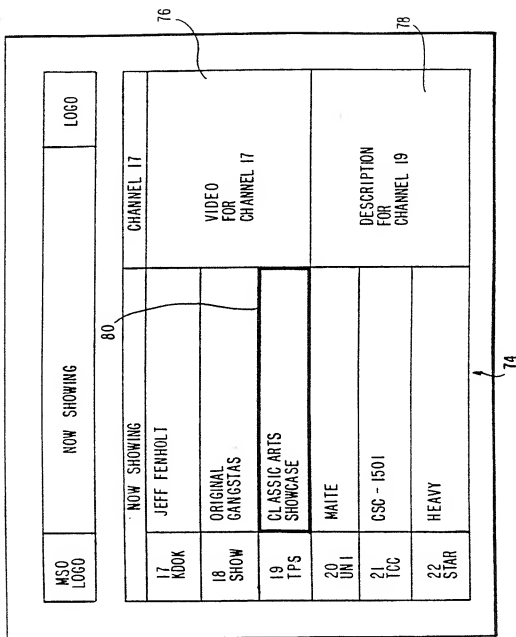 MSO
LOGO
NOW SHOWING
LOGO
NOW SHOWING
CHANNEL 17
17
KDOK
JEFF FENHOLT
18
SHOW
ORIGINAL
GANGSTAS
19
TPS
CLASSIC ARTS
SHOWCASE
20
UNI
MAITE
21
TCC
CSC-1501
22
STAR
HEAVY
VIDEO
FOR
CHANNEL 17
DESCRIPTION
FOR
CHANNEL 19
76
78
80
74